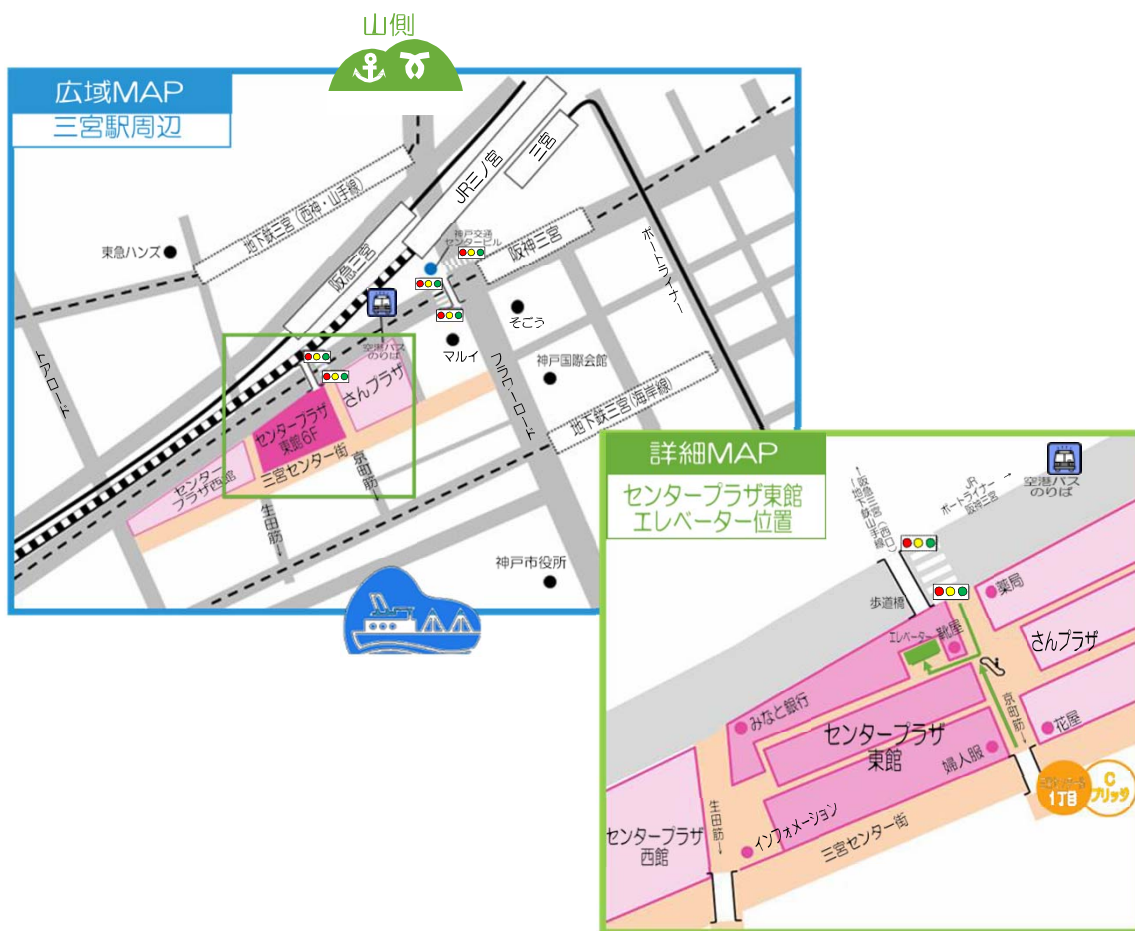 山側
広域MAP
三宮駅周辺
JR三ノ宮
三宮
地下鉄三宮(西神・山手線)
東急ハンズ
阪急三宮
神戸交通
センタービル
阪神三宮
ポートライナー
そごう
空港バス
のりば
マルイ
フラワーロード
神戸国際会館
トアロード
さんプラザ
地下鉄三宮(海岸線)
センタープラザ
東館6F
三宮センター街
京町筋→
センター
プラザ西館
生田筋→
神戸市役所
詳細MAP
センタープラザ東館
エレベーター位置
←阪急三宮(西口)
地下鉄山手線
JR
ポートライナー →
阪神三宮
空港バス
のりば
歩道橋
薬局
エレベーター
靴屋
さんプラザ
みなと銀行
京町筋→
花屋
センタープラザ
東館
婦人服
1丁目
C
ブリッジ
生田筋→
インフォメーション
センタープラザ
西館
三宮センター街